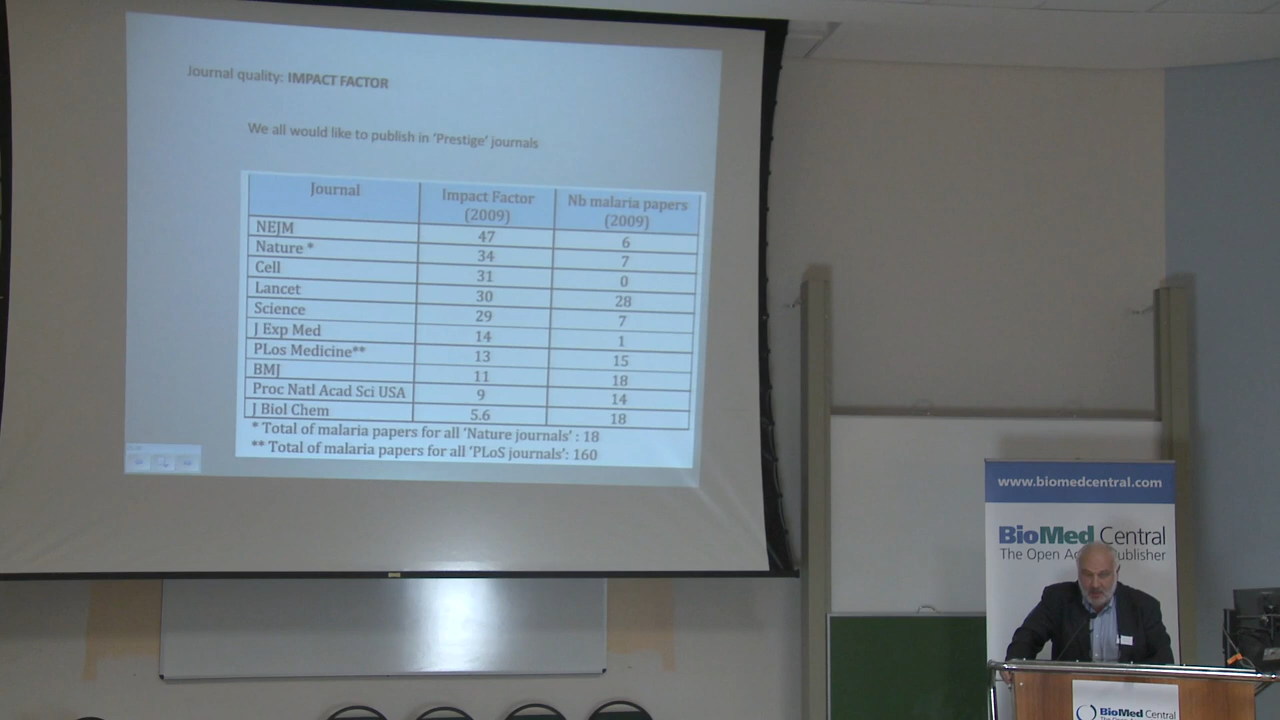 Journal quality: IMPACT FACTOR
We all would like to publish in 'Prestige' journals
Journal Impact Factor (2009) Nb malaria papers (2009)
NEJM 47 6
Nature * 34 7
Cell 31 0
Lancet 30 28
Science 29 7
J Exp Med 14 1
PLos Medicine** 13 15
BMJ 11 18
Proc Natl Acad Sci USA 9 14
J Biol Chem 5.6 18
* Total of malaria papers for all 'Nature journals' : 18
** Total of malaria papers for all 'PLoS journals': 160
www.biomedcentral.com
BioMed Central
The Open Publisher
BioMed Central